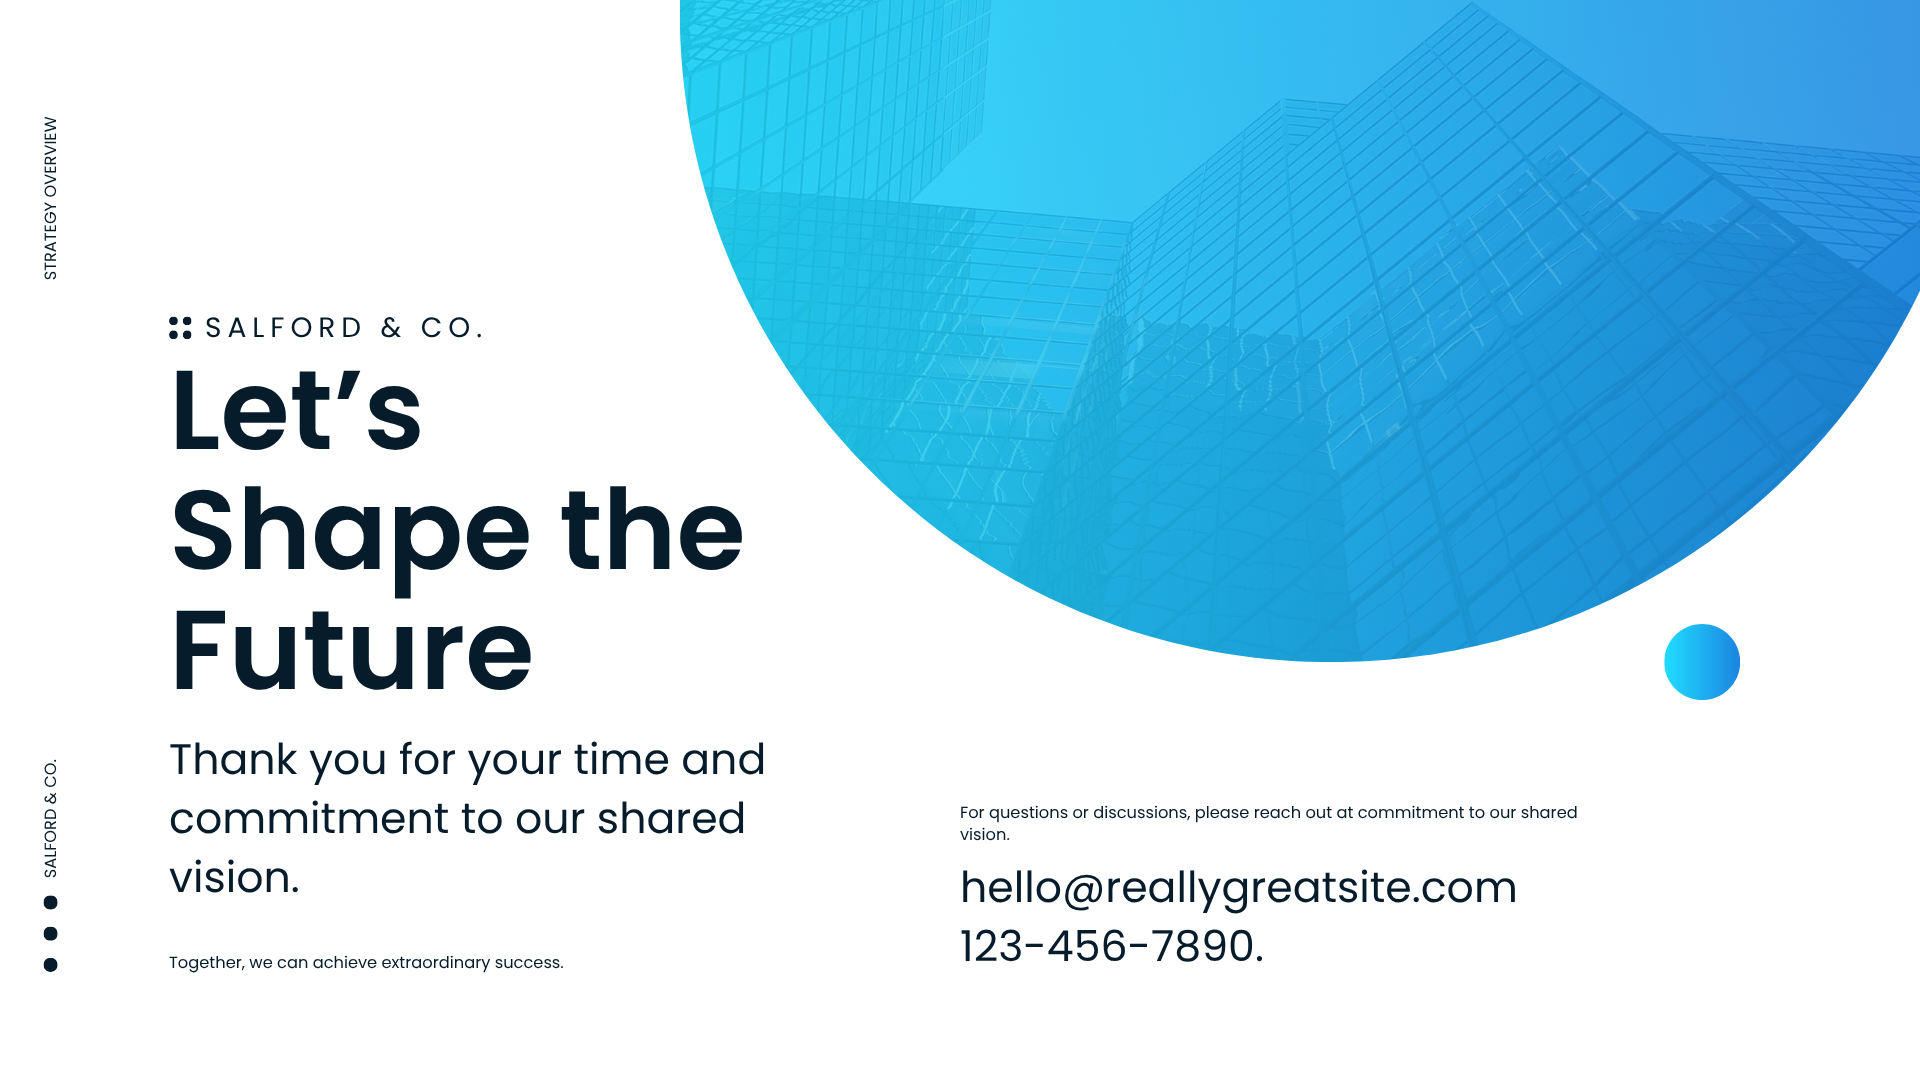 STRATEGY OVERVIEW
SALFORD & CO.
Let’s
Shape the
Future
Thank you for your time and
commitment to our shared
vision.
Together, we can achieve extraordinary success.
For questions or discussions, please reach out at commitment to our shared
vision.
hello@reallygreatsite.com
123-456-7890.
SALFORD & CO.